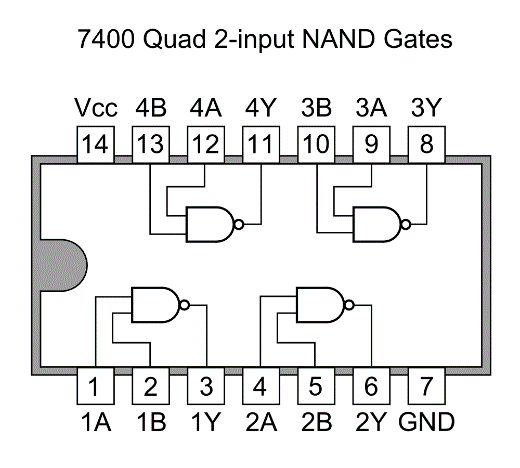 7400 Quad 2-input NAND Gates
Vcc 4B 4A 4Y 3B 3A 3Y
14 13 12 11 10 9 8
1 2 3 4 5 6 7
1A 1B 1Y 2A 2B 2Y GND